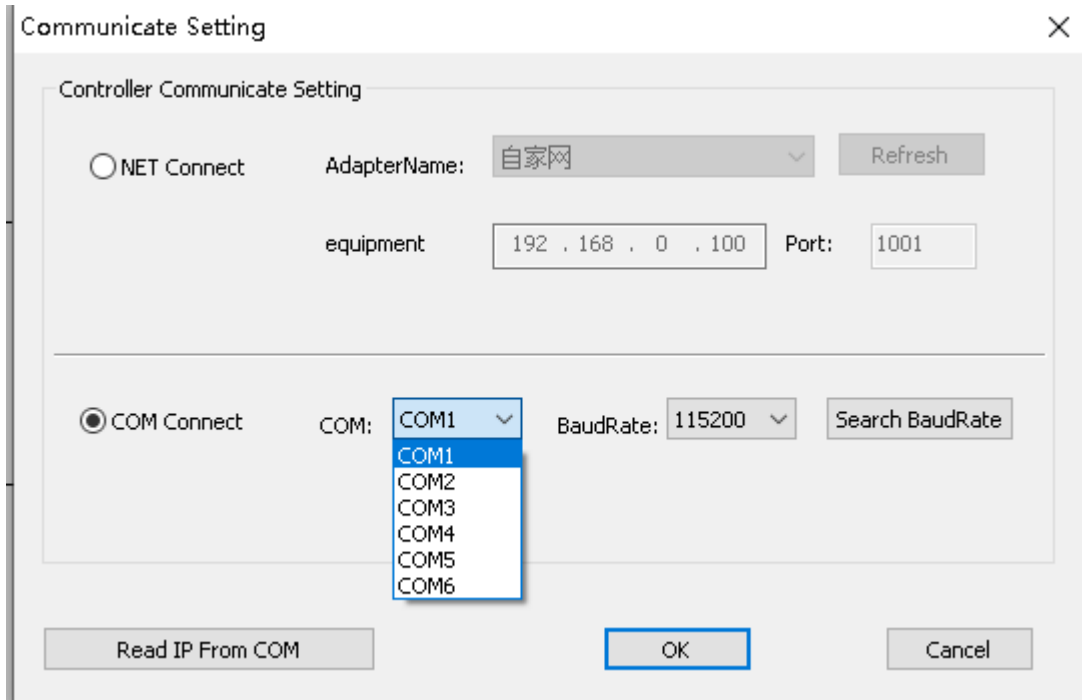 Communicate Setting
Controller Communicate Setting
NET Connect AdapterName: 自家网 Refresh
equipment 192 . 168 . 0 . 100 Port: 1001
COM Connect COM: COM1 BaudRate: 115200 Search BaudRate
COM1
COM2
COM3
COM4
COM5
COM6
Read IP From COM OK Cancel